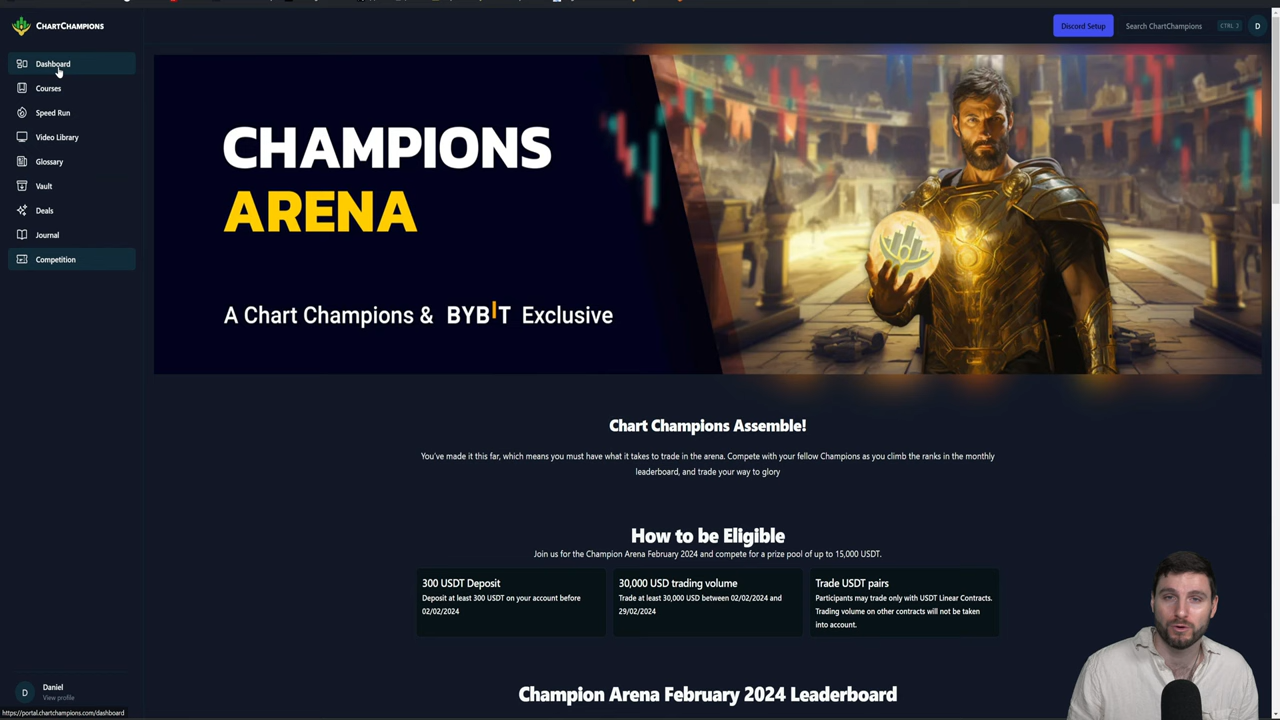 CHARTCHAMPIONS
Discord Setup
Search ChartChampions
CTRL J
D
Dashboard
Courses
Speed Run
Video Library
Glossary
Vault
Deals
Journal
Competition
CHAMPIONS
ARENA
A Chart Champions & BYBIT Exclusive
Chart Champions Assemble!
You've made it this far, which means you must have what it takes to trade in the arena. Compete with your fellow Champions as you climb the ranks in the monthly
leaderboard, and trade your way to glory
How to be Eligible
Join us for the Champion Arena February 2024 and compete for a prize pool of up to 15,000 USDT.
300 USDT Deposit
Deposit at least 300 USDT on your account before
02/02/2024
30,000 USD trading volume
Trade at least 30,000 USD between 02/02/2024 and
29/02/2024
Trade USDT pairs
Participants may trade only with USDT Linear Contracts.
Trading volume on other contracts will not be taken
into account.
Champion Arena February 2024 Leaderboard
D
Daniel
View profile
https://portal.chartchampions.com/dashboard